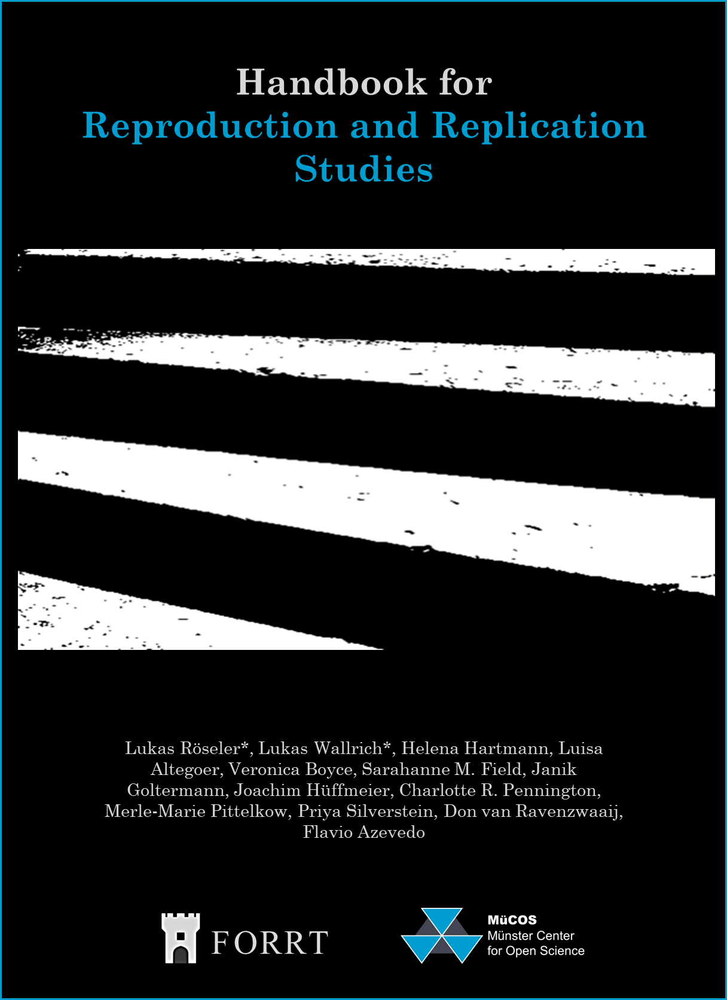 Handbook for
Reproduction and Replication
Studies
Lukas Röseler*, Lukas Wallrich*, Helena Hartmann, Luisa
Altegoer, Veronica Boyce, Sarahanne M. Field, Janik
Goltermann, Joachim Hüffmeier, Charlotte R. Pennington,
Merle-Marie Pittelkow, Priya Silverstein, Don van Ravenzwaaij,
Flavio Azevedo
FORRT
MüCOS
Münster Center
for Open Science